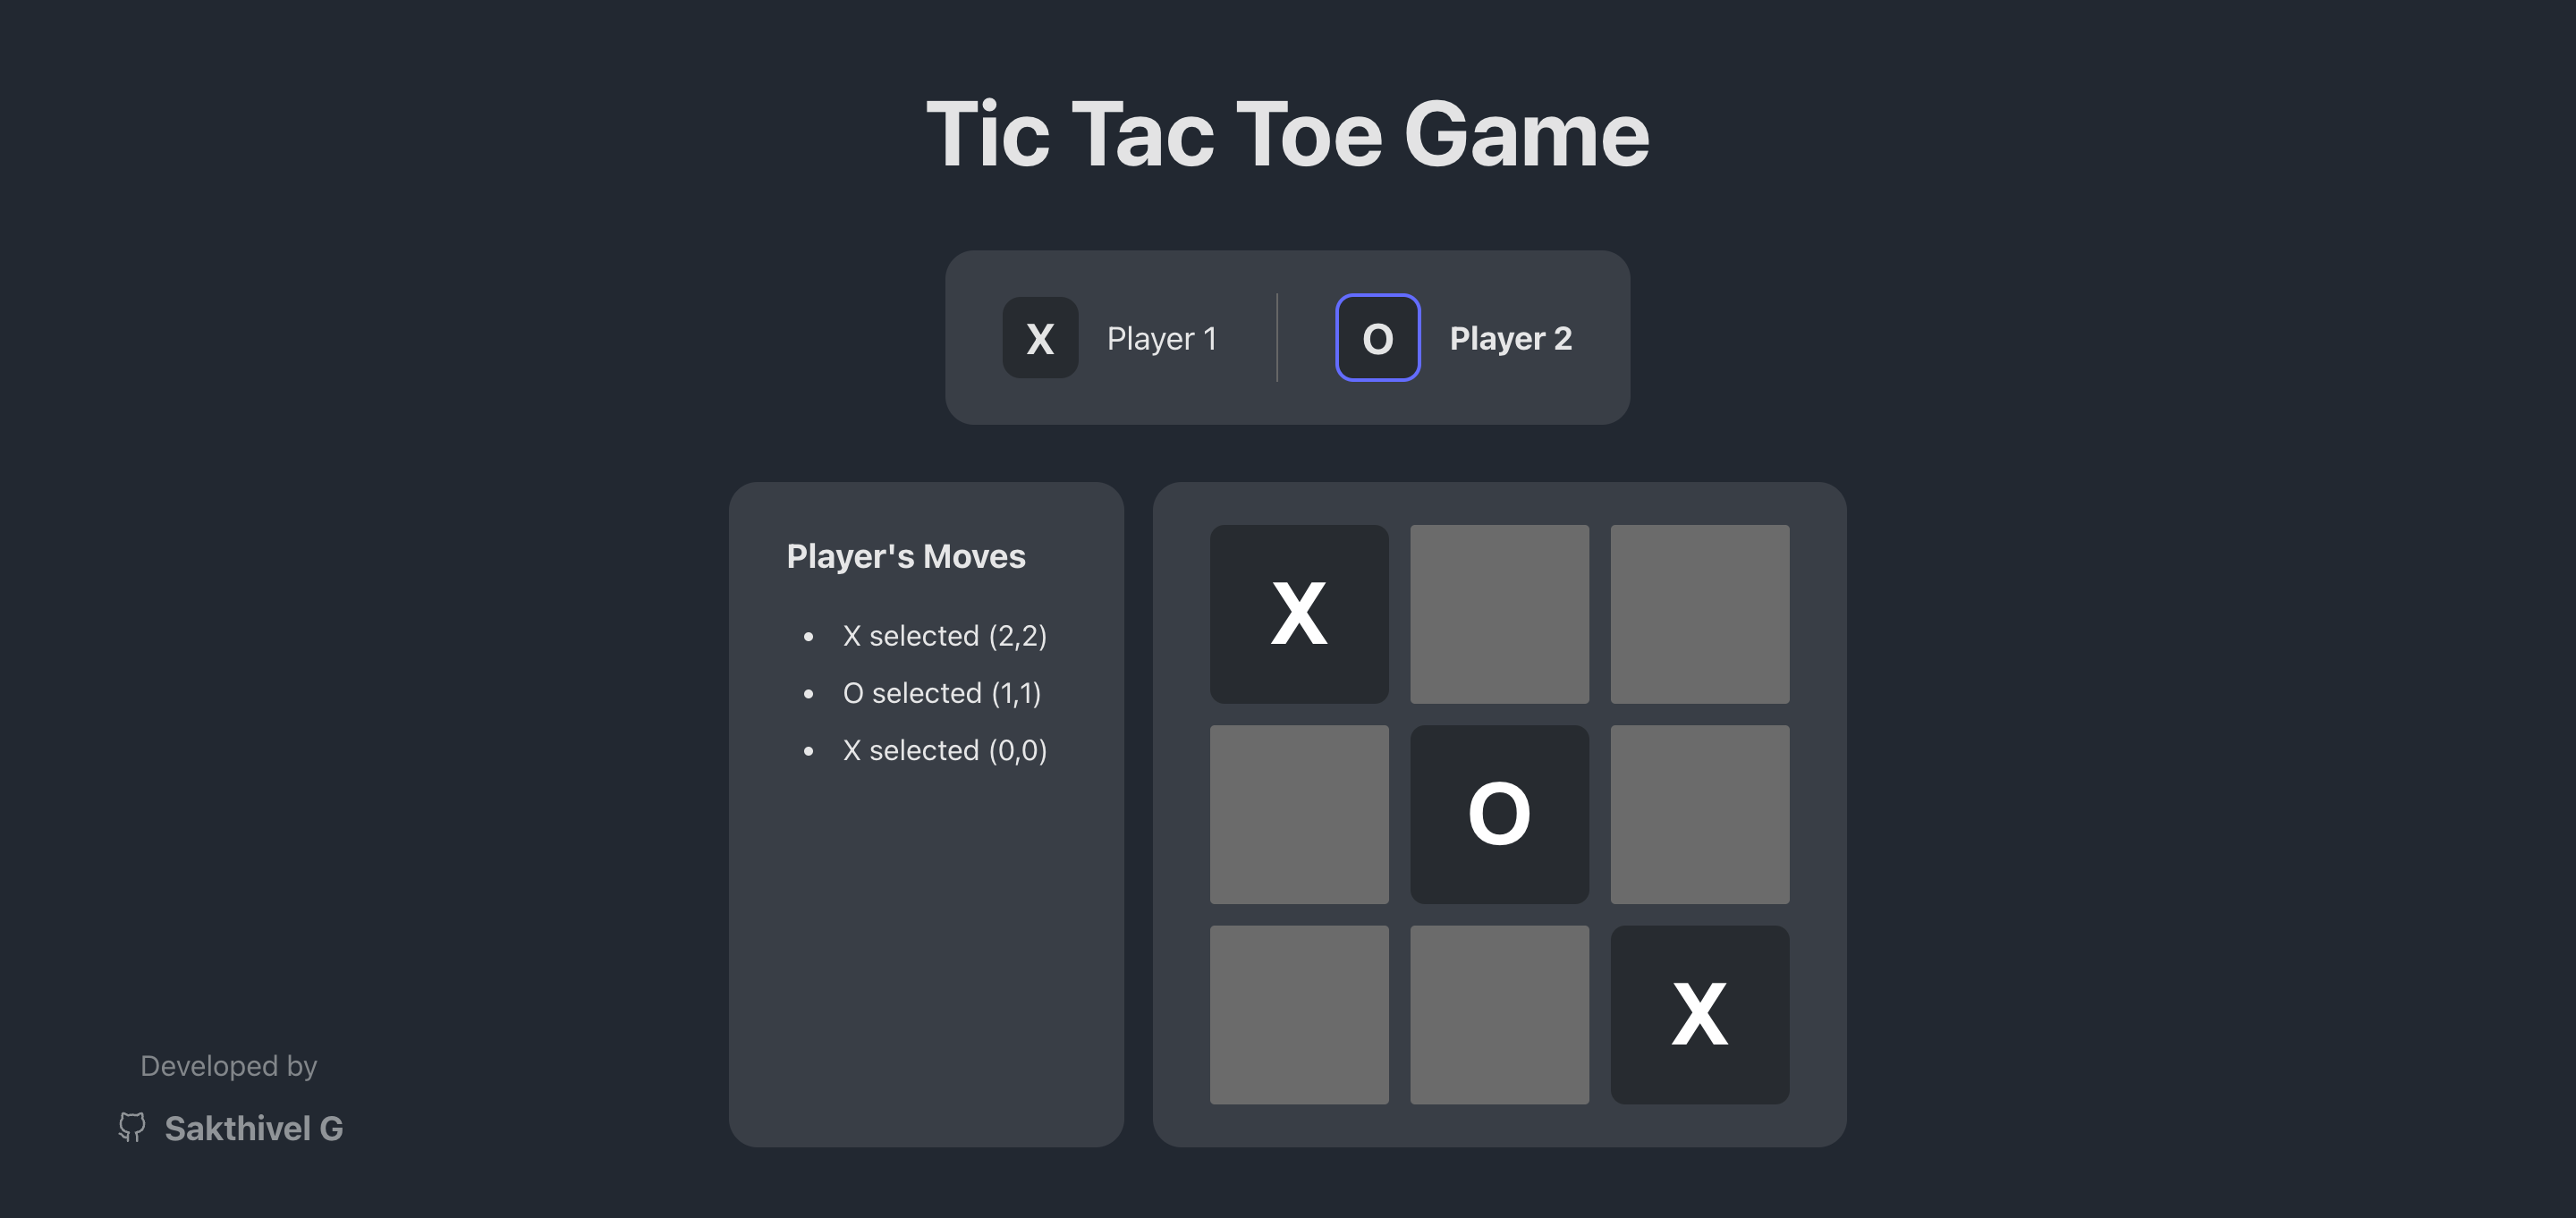 Tic Tac Toe Game
X Player 1
O Player 2
Player's Moves
X selected (2,2)
O selected (1,1)
X selected (0,0)
X
O
X
Developed by
Sakthivel G